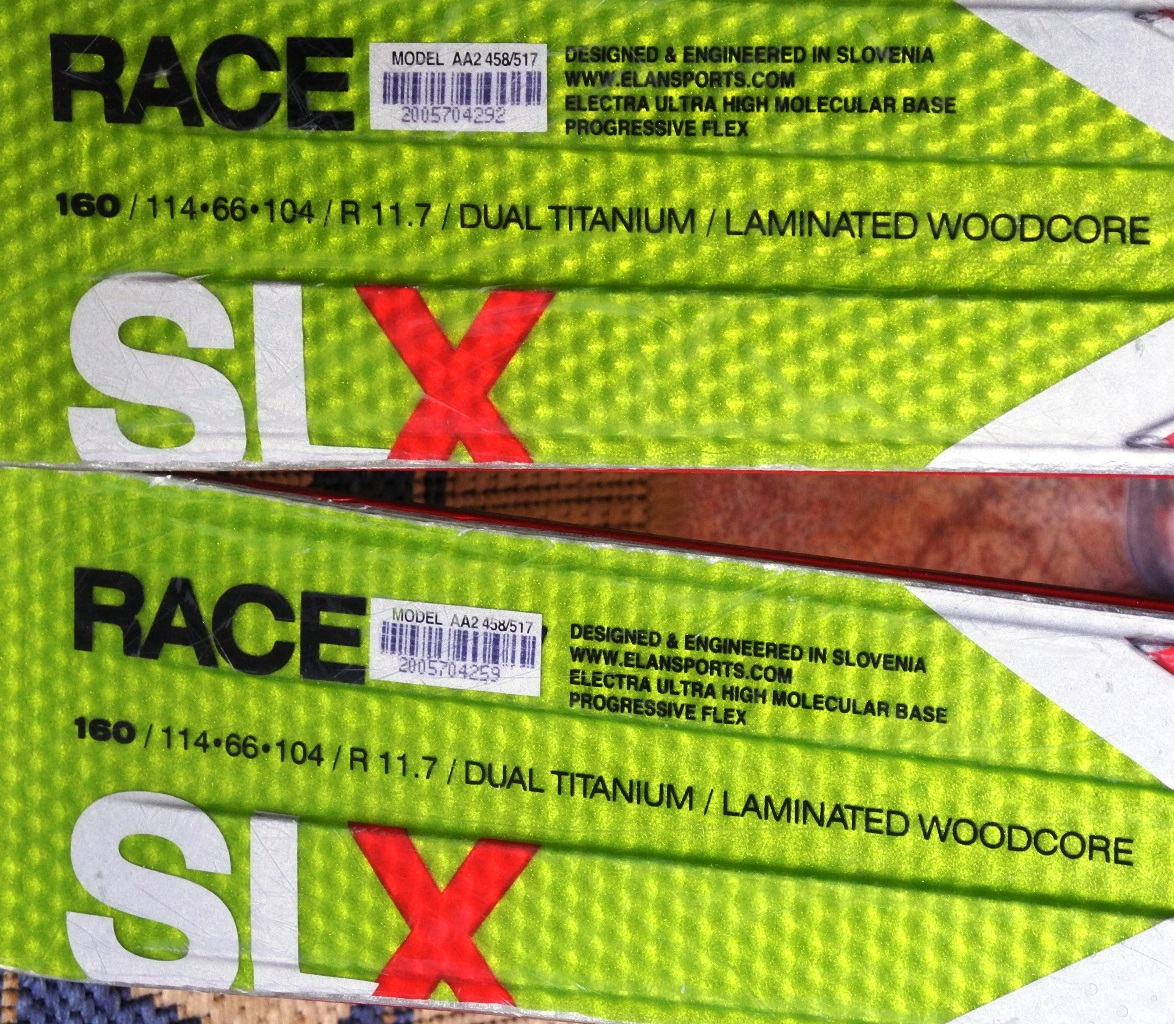 RACE
MODEL AA2 458/517
2005704292
DESIGNED & ENGINEERED IN SLOVENIA
WWW.ELANSPORTS.COM
ELECTRA ULTRA HIGH MOLECULAR BASE
PROGRESSIVE FLEX
160 / 114•66•104 / R 11.7 / DUAL TITANIUM / LAMINATED WOODCORE
SLX
RACE
MODEL AA2 458/517
2005704259
DESIGNED & ENGINEERED IN SLOVENIA
WWW.ELANSPORTS.COM
ELECTRA ULTRA HIGH MOLECULAR BASE
PROGRESSIVE FLEX
160 / 114•66•104 / R 11.7 / DUAL TITANIUM / LAMINATED WOODCORE
SLX